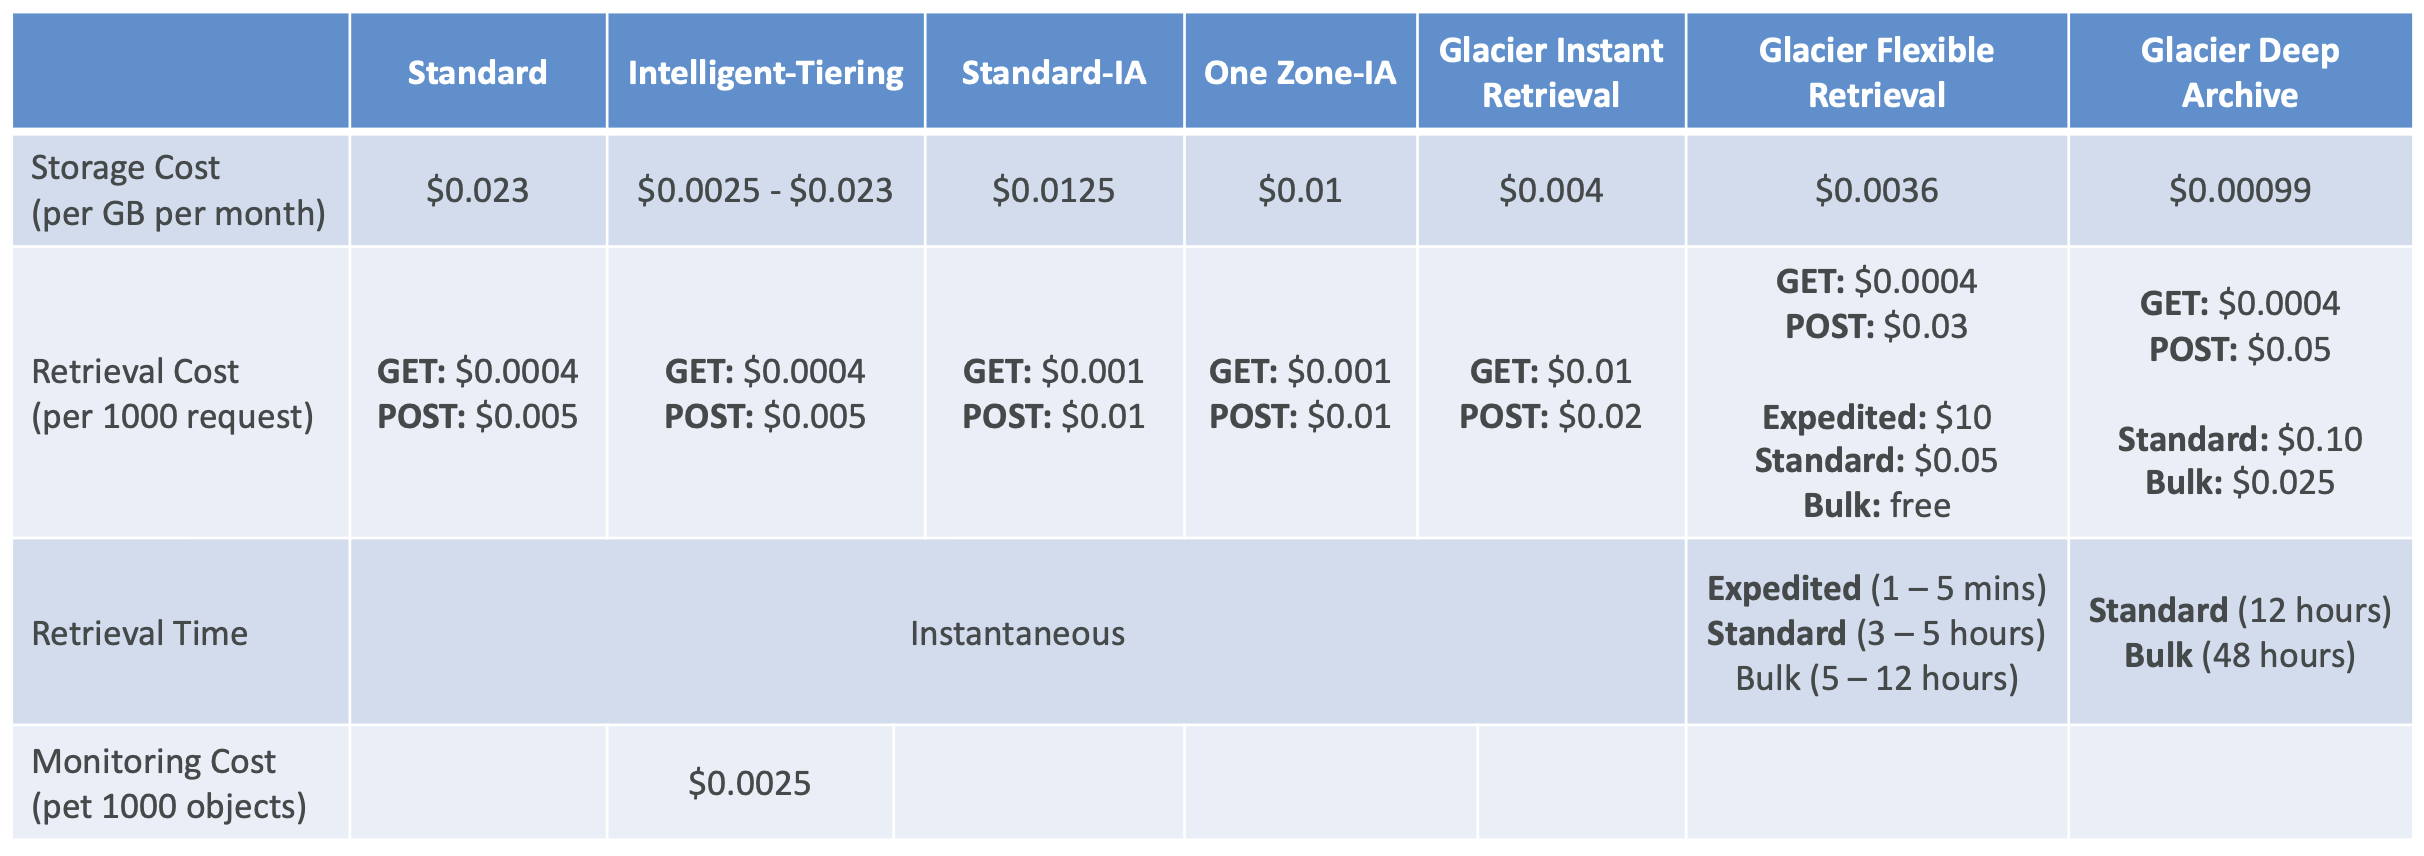 Standard
Intelligent-Tiering
Standard-IA
One Zone-IA
Glacier Instant
Retrieval
Glacier Flexible
Retrieval
Glacier Deep
Archive
Storage Cost
(per GB per month)
$0.023
$0.0025 - $0.023
$0.0125
$0.01
$0.004
$0.0036
$0.00099
Retrieval Cost
(per 1000 request)
GET: $0.0004
POST: $0.005
GET: $0.0004
POST: $0.005
GET: $0.001
POST: $0.01
GET: $0.001
POST: $0.01
GET: $0.01
POST: $0.02
GET: $0.0004
POST: $0.03
Expedited: $10
Standard: $0.05
Bulk: free
GET: $0.0004
POST: $0.05
Standard: $0.10
Bulk: $0.025
Retrieval Time
Instantaneous
Expedited (1 – 5 mins)
Standard (3 – 5 hours)
Bulk (5 – 12 hours)
Standard (12 hours)
Bulk (48 hours)
Monitoring Cost
(pet 1000 objects)
$0.0025